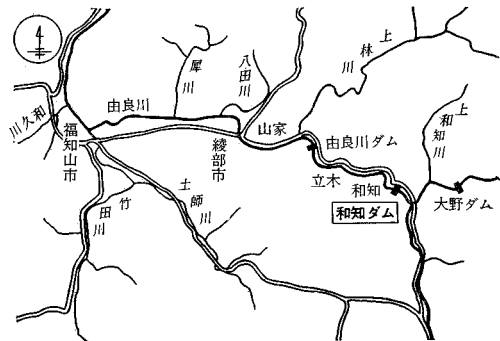 上林川
八田川
犀川
由良川
和久川
福知山市
綾部市
山家
由良川ダム
立木
和知
和知ダム
上和知川
大野ダム
土師川
竹田川